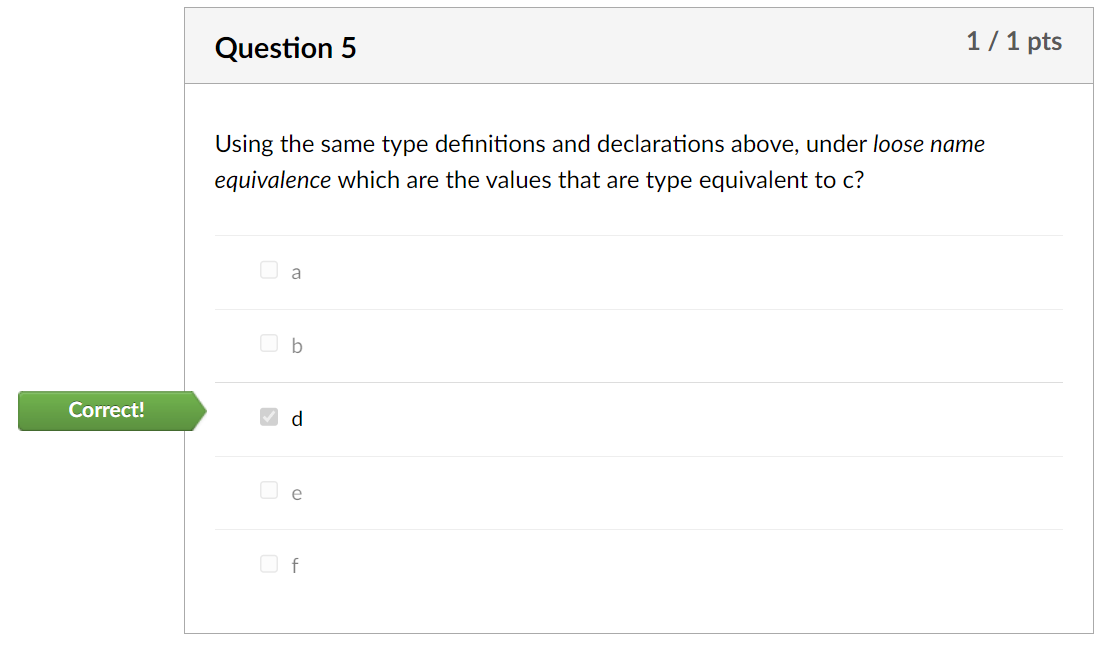 Question 5
1 / 1 pts
Using the same type definitions and declarations above, under loose name
equivalence which are the values that are type equivalent to c?
a
b
Correct!
d
e
f